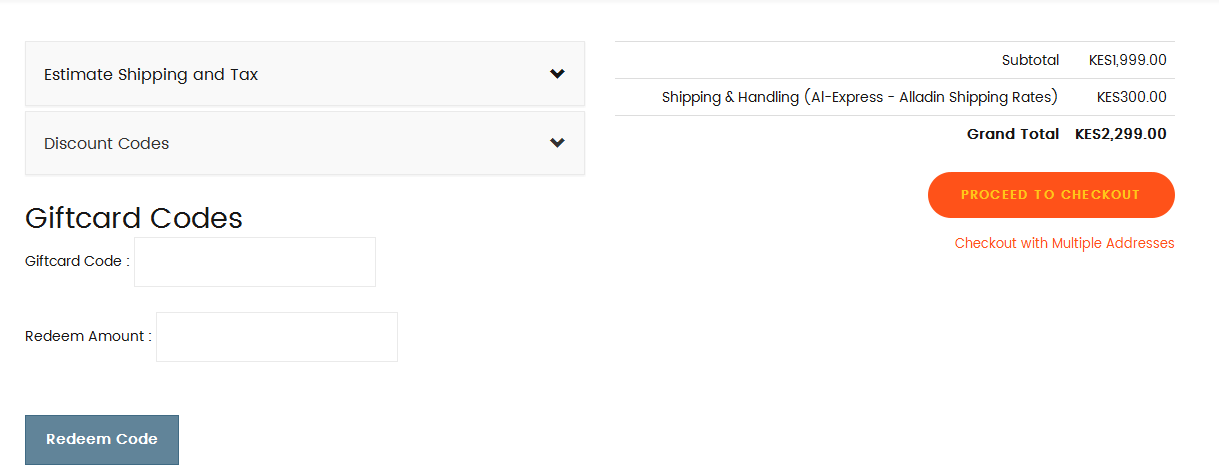 Estimate Shipping and Tax
Discount Codes
Giftcard Codes
Giftcard Code :
Redeem Amount :
Redeem Code
Subtotal KES1,999.00
Shipping & Handling (Al-Express - Alladin Shipping Rates) KES300.00
Grand Total KES2,299.00
PROCEED TO CHECKOUT
Checkout with Multiple Addresses